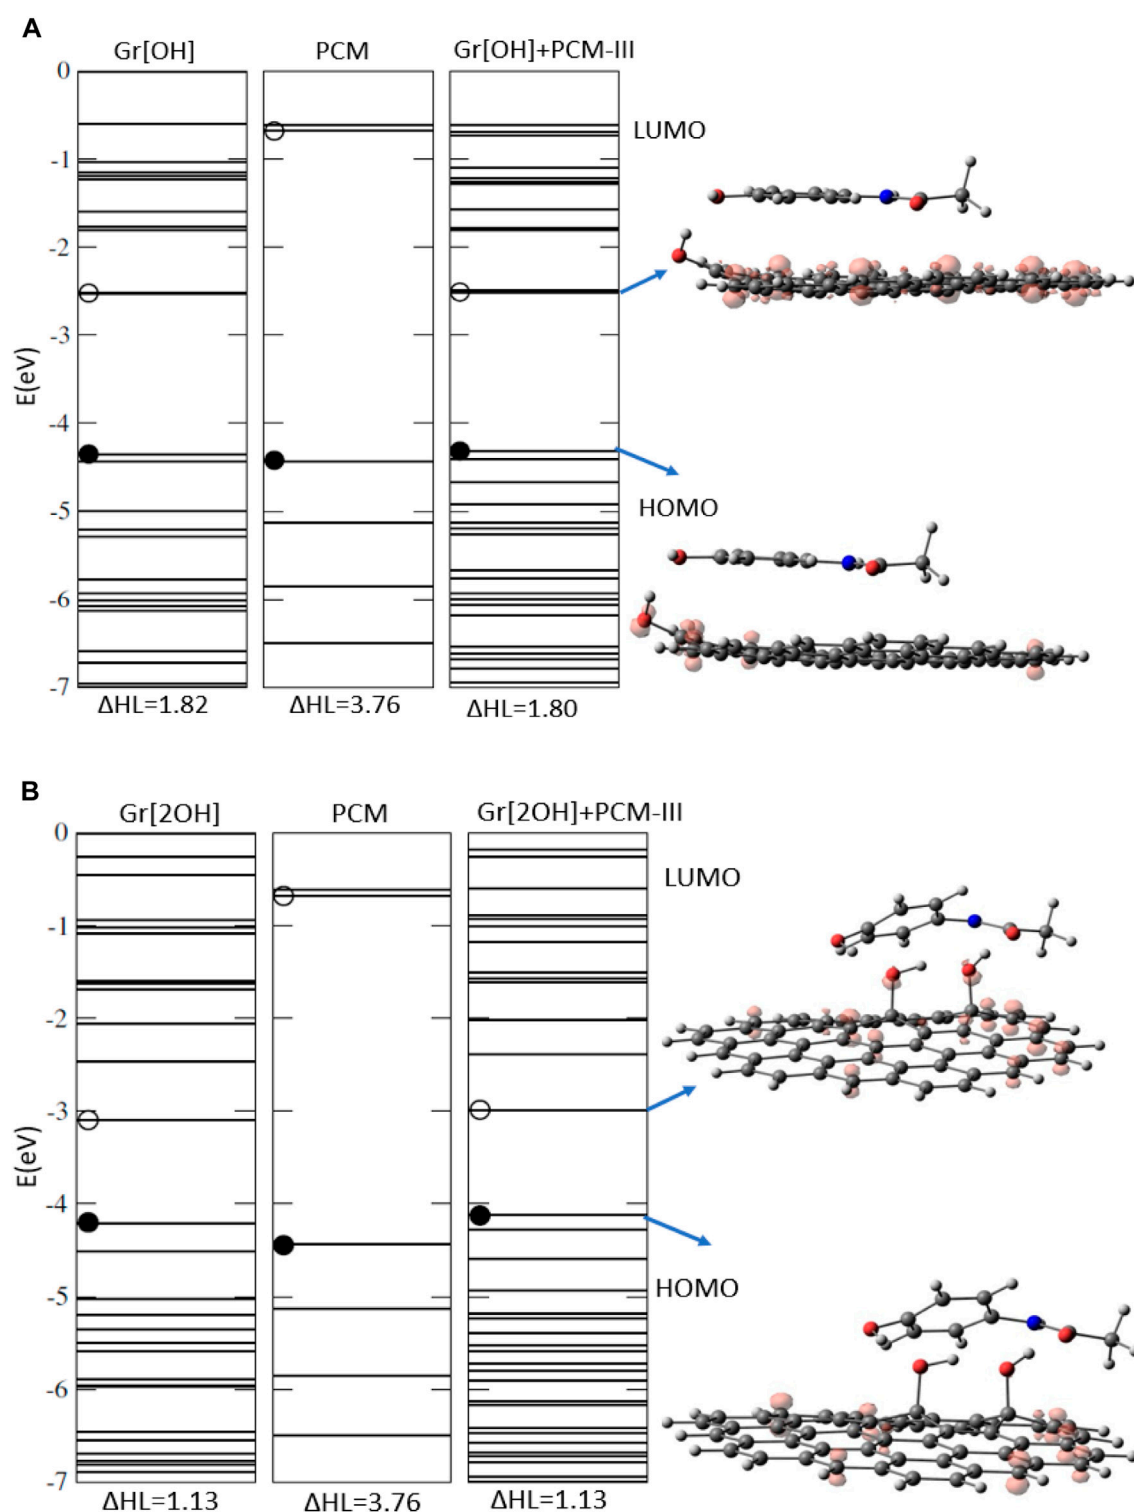 A
Gr[OH] PCM Gr[OH]+PCM-III
0
LUMO
-1
-2
-3
E(eV)
-4
-5
HOMO
-6
-7
ΔHL=1.82 ΔHL=3.76 ΔHL=1.80
B
Gr[2OH] PCM Gr[2OH]+PCM-III
0
LUMO
-1
-2
-3
E(eV)
-4
-5
HOMO
-6
-7
ΔHL=1.13 ΔHL=3.76 ΔHL=1.13